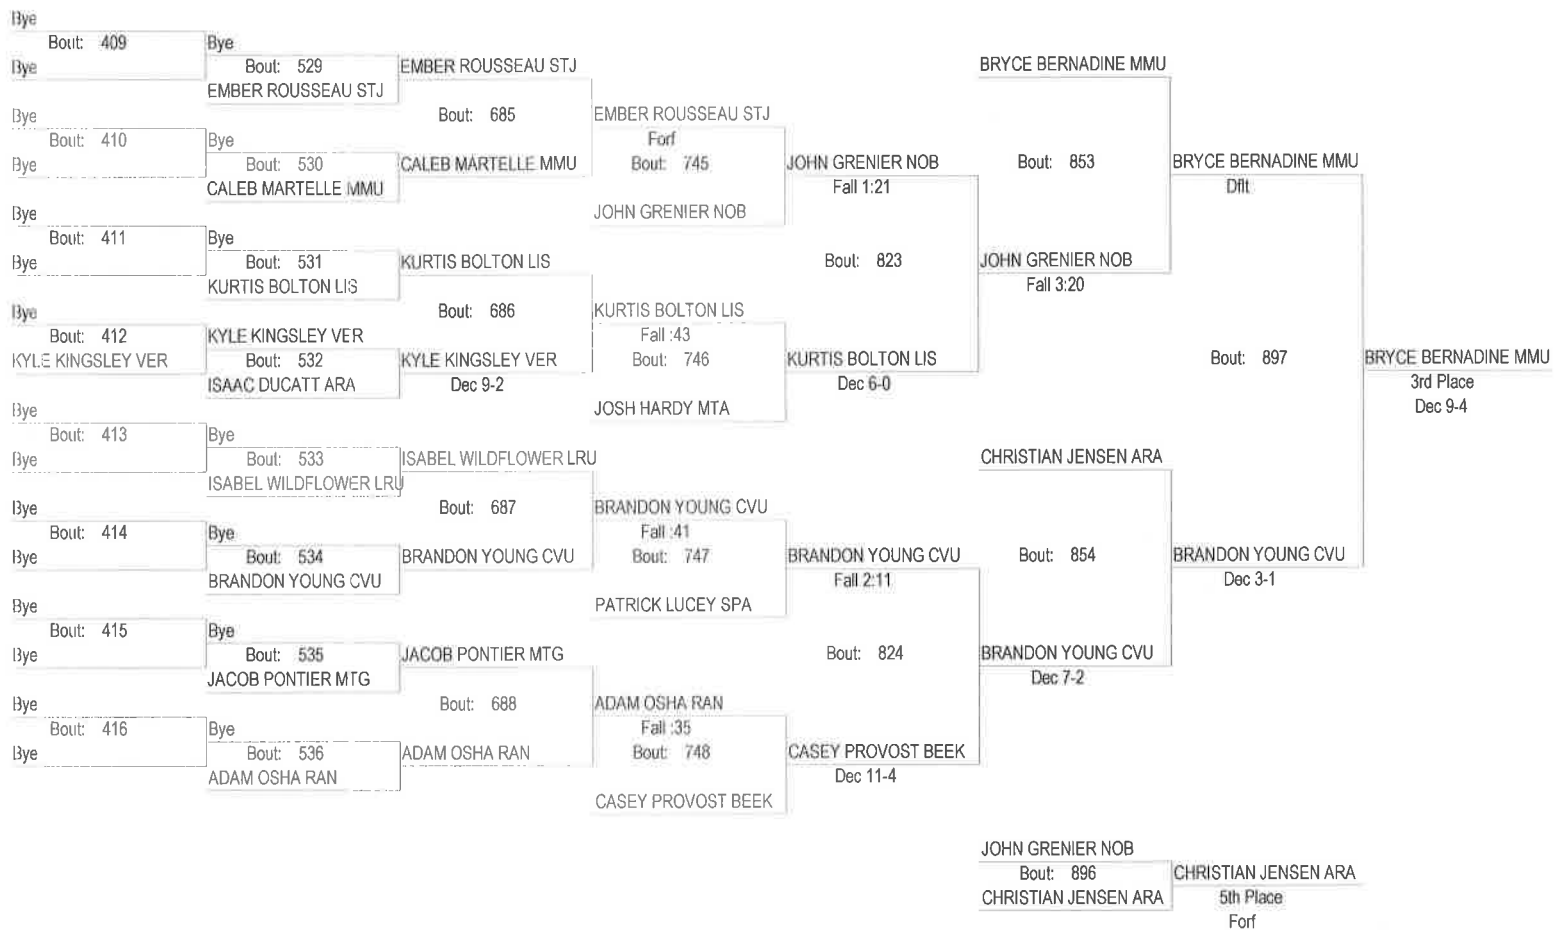 Bye
Bout: 409
Bye
Bye
Bout: 529
EMBER ROUSSEAU STJ
EMBER ROUSSEAU STJ
Bye
Bout: 410
Bye
Bye
Bout: 530
CALEB MARTELLE MMU
CALEB MARTELLE MMU
Bout: 685
EMBER ROUSSEAU STJ
Forf
Bout: 745
JOHN GRENIER NOB
JOHN GRENIER NOB
Fall 1:21
Bye
Bout: 411
Bye
Bye
Bout: 531
KURTIS BOLTON LIS
KURTIS BOLTON LIS
Bye
Bout: 412
KYLE KINGSLEY VER
KYLE KINGSLEY VER
Bout: 532
ISAAC DUCATT ARA
KYLE KINGSLEY VER
Dec 9-2
Bout: 686
KURTIS BOLTON LIS
Fall :43
Bout: 746
JOSH HARDY MTA
KURTIS BOLTON LIS
Dec 6-0
Bout: 823
BRYCE BERNADINE MMU
Bout: 853
JOHN GRENIER NOB
Fall 3:20
BRYCE BERNADINE MMU
Dflt
Bye
Bout: 413
Bye
Bye
Bout: 533
ISABEL WILDFLOWER LRU
ISABEL WILDFLOWER LRU
Bye
Bout: 414
Bye
Bye
Bout: 534
BRANDON YOUNG CVU
BRANDON YOUNG CVU
Bout: 687
BRANDON YOUNG CVU
Fall :41
Bout: 747
PATRICK LUCEY SPA
BRANDON YOUNG CVU
Fall 2:11
Bye
Bout: 415
Bye
Bye
Bout: 535
JACOB PONTIER MTG
JACOB PONTIER MTG
Bye
Bout: 416
Bye
Bye
Bout: 536
ADAM OSHA RAN
ADAM OSHA RAN
Bout: 688
ADAM OSHA RAN
Fall :35
Bout: 748
CASEY PROVOST BEEK
CASEY PROVOST BEEK
Dec 11-4
Bout: 824
CHRISTIAN JENSEN ARA
Bout: 854
BRANDON YOUNG CVU
Dec 7-2
BRANDON YOUNG CVU
Dec 3-1
Bout: 897
BRYCE BERNADINE MMU
3rd Place
Dec 9-4
JOHN GRENIER NOB
Bout: 896
CHRISTIAN JENSEN ARA
CHRISTIAN JENSEN ARA
5th Place
Forf